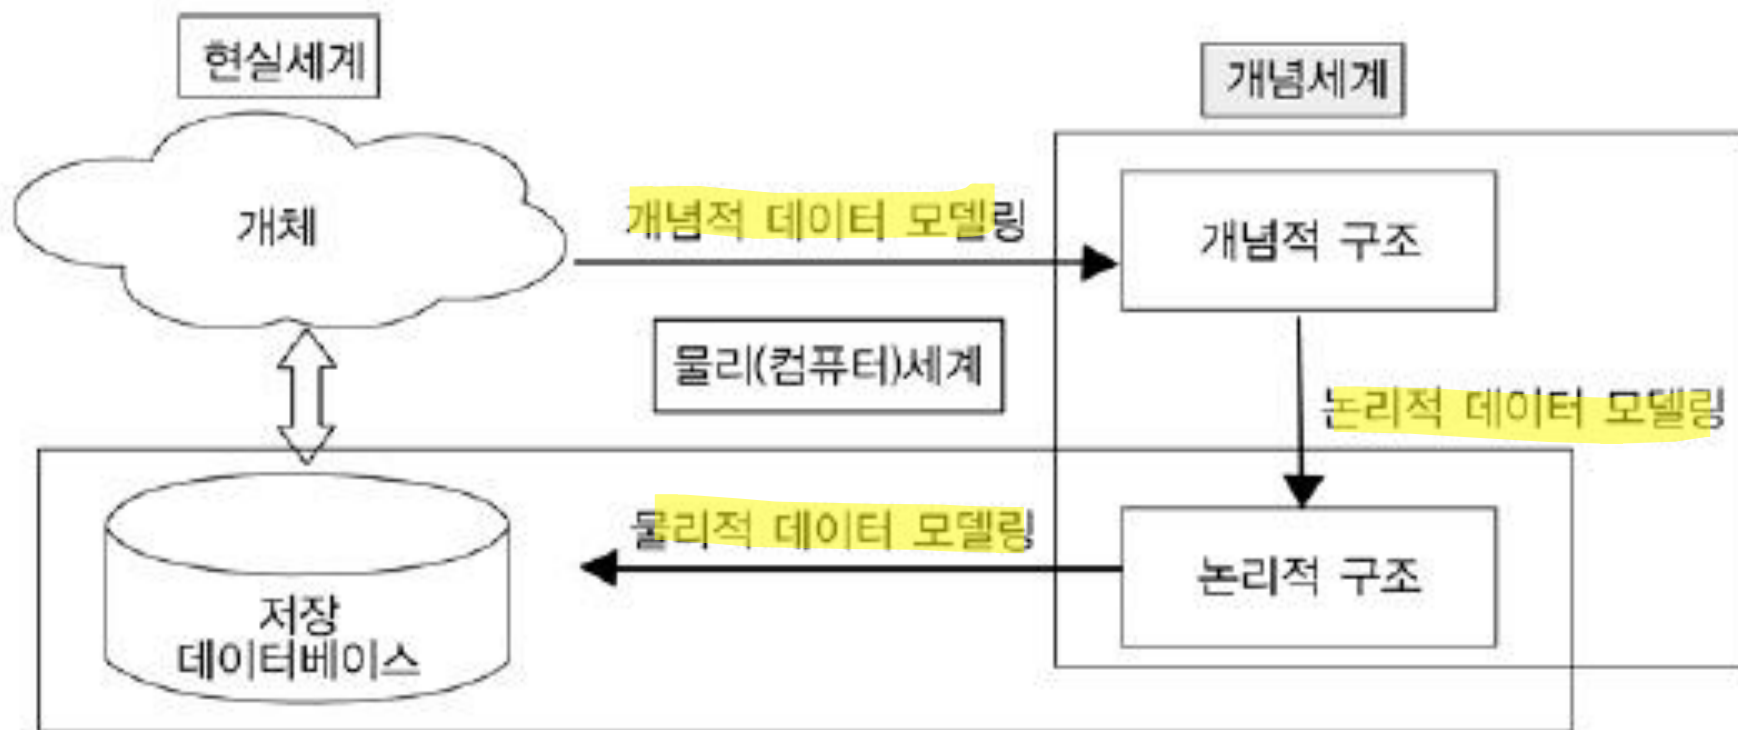 현실세계
개념세계
개체
개념적 데이터 모델링
개념적 구조
물리(컴퓨터)세계
논리적 데이터 모델링
물리적 데이터 모델링
논리적 구조
저장
데이터베이스